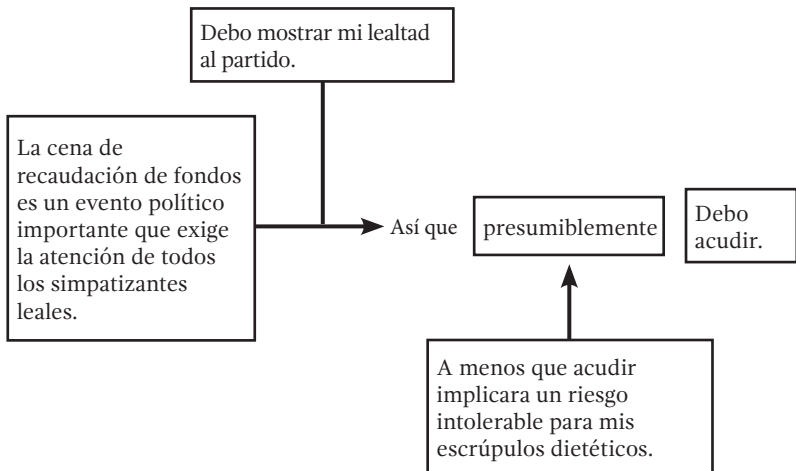 Debo mostrar mi lealtad
al partido.
La cena de
recaudación de fondos
es un evento político
importante que exige
la atención de todos
los simpatizantes
leales.
Así que
presumiblemente
Debo
acudir.
A menos que acudir
implicara un riesgo
intolerable para mis
escrúpulos dietéticos.